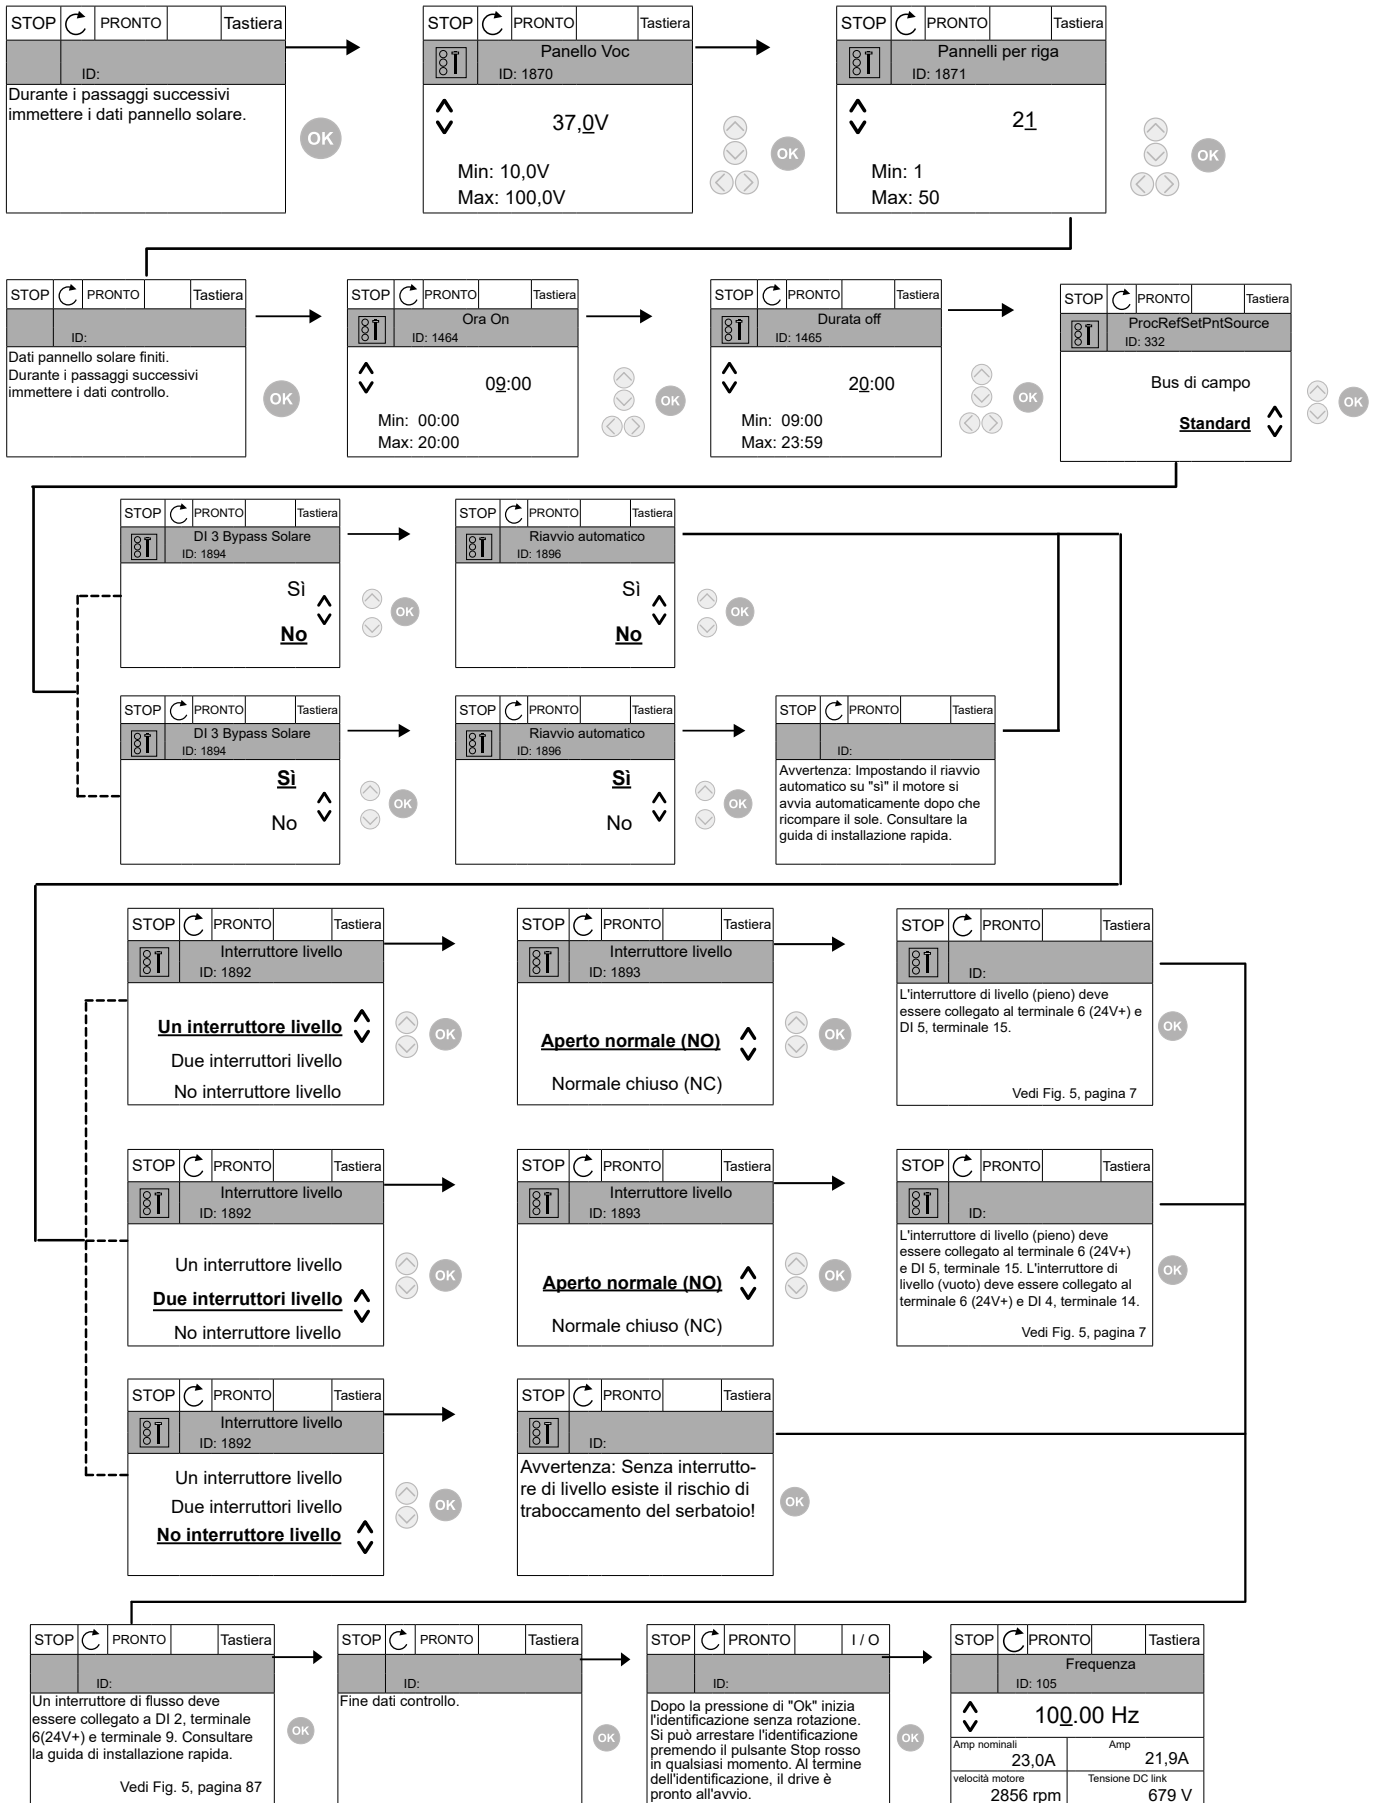 STOP PRONTO Tastiera
ID:
Durante i passaggi successivi
immettere i dati pannello solare.
OK
STOP PRONTO Tastiera
Panello Voc
ID: 1870
37,0V
Min: 10,0V
Max: 100,0V
OK
STOP PRONTO Tastiera
Pannelli per riga
ID: 1871
21
Min: 1
Max: 50
OK
STOP PRONTO Tastiera
ID:
Dati pannello solare finiti.
Durante i passaggi successivi
immettere i dati controllo.
OK
STOP PRONTO Tastiera
Ora On
ID: 1464
09:00
Min: 00:00
Max: 20:00
OK
STOP PRONTO Tastiera
Durata off
ID: 1465
20:00
Min: 09:00
Max: 23:59
OK
STOP PRONTO Tastiera
ProcRefSetPntSource
ID: 332
Bus di campo
Standard
OK
STOP PRONTO Tastiera
DI 3 Bypass Solare
ID: 1894
Sì
No
OK
STOP PRONTO Tastiera
Riavvio automatico
ID: 1896
Sì
No
OK
STOP PRONTO Tastiera
DI 3 Bypass Solare
ID: 1894
Sì
No
OK
STOP PRONTO Tastiera
Riavvio automatico
ID: 1896
Sì
No
OK
STOP PRONTO Tastiera
ID:
Avvertenza: Impostando il riavvio
automatico su "sì" il motore si
avvia automaticamente dopo che
ricompare il sole. Consultare la
guida di installazione rapida.
STOP PRONTO Tastiera
Interruttore livello
ID: 1892
Un interruttore livello
Due interruttori livello
No interruttore livello
OK
STOP PRONTO Tastiera
Interruttore livello
ID: 1893
Aperto normale (NO)
Normale chiuso (NC)
OK
STOP PRONTO Tastiera
ID:
L'interruttore di livello (pieno) deve
essere collegato al terminale 6 (24V+) e
DI 5, terminale 15.
Vedi Fig. 5, pagina 7
OK
STOP PRONTO Tastiera
Interruttore livello
ID: 1892
Un interruttore livello
Due interruttori livello
No interruttore livello
OK
STOP PRONTO Tastiera
Interruttore livello
ID: 1893
Aperto normale (NO)
Normale chiuso (NC)
OK
STOP PRONTO Tastiera
ID:
L'interruttore di livello (pieno) deve
essere collegato al terminale 6 (24V+)
e DI 5, terminale 15. L'interruttore di
livello (vuoto) deve essere collegato al
terminale 6 (24V+) e DI 4, terminale 14.
Vedi Fig. 5, pagina 7
OK
STOP PRONTO Tastiera
Interruttore livello
ID: 1892
Un interruttore livello
Due interruttori livello
No interruttore livello
OK
STOP PRONTO Tastiera
ID:
Avvertenza: Senza interrutto-
re di livello esiste il rischio di
traboccamento del serbatoio!
OK
STOP PRONTO Tastiera
ID:
Un interruttore di flusso deve
essere collegato a DI 2, terminale
6(24V+) e terminale 9. Consultare
la guida di installazione rapida.
Vedi Fig. 5, pagina 87
OK
STOP PRONTO Tastiera
ID:
Fine dati controllo.
OK
STOP PRONTO I / O
ID:
Dopo la pressione di "Ok" inizia
l'identificazione senza rotazione.
Si può arrestare l'identificazione
premendo il pulsante Stop rosso
in qualsiasi momento. Al termine
dell'identificazione, il drive è
pronto all'avvio.
OK
STOP PRONTO Tastiera
Frequenza
ID: 105
100.00 Hz
Amp nominali Amp
23,0A 21,9A
velocità motore Tensione DC link
2856 rpm 679 V